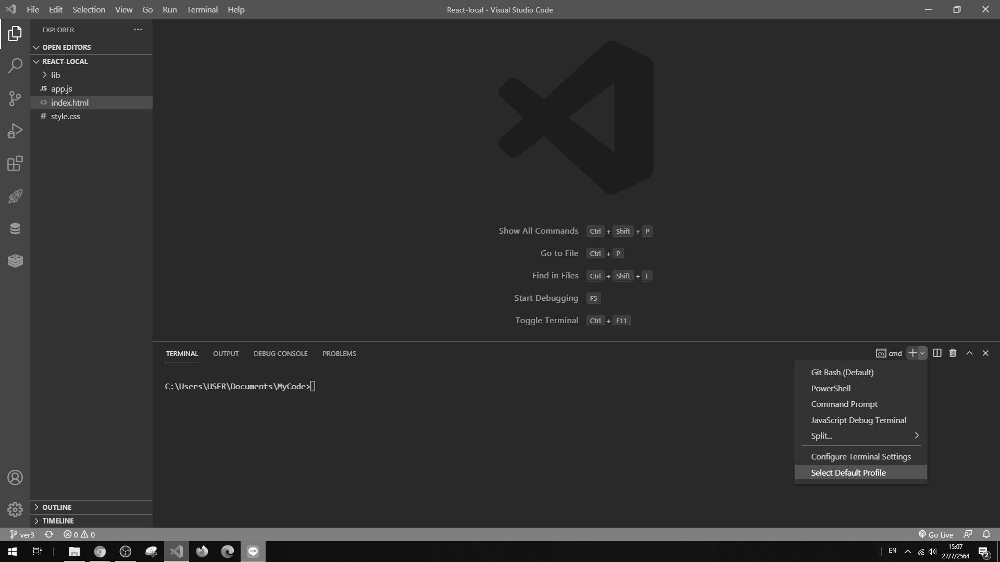 File Edit Selection View Go Run Terminal Help
React-local - Visual Studio Code
EXPLORER
OPEN EDITORS
REACT-LOCAL
lib
JS app.js
<> index.html
# style.css
Show All Commands Ctrl + Shift + P
Go to File Ctrl + P
Find in Files Ctrl + Shift + F
Start Debugging F5
Toggle Terminal Ctrl + F11
TERMINAL OUTPUT DEBUG CONSOLE PROBLEMS
cmd
C:\Users\USER\Documents\MyCode>
Git Bash (Default)
PowerShell
Command Prompt
JavaScript Debug Terminal
Split...
Configure Terminal Settings
Select Default Profile
OUTLINE
TIMELINE
ver3 0 0
Go Live
LINE
EN
15:07
27/7/2564
2